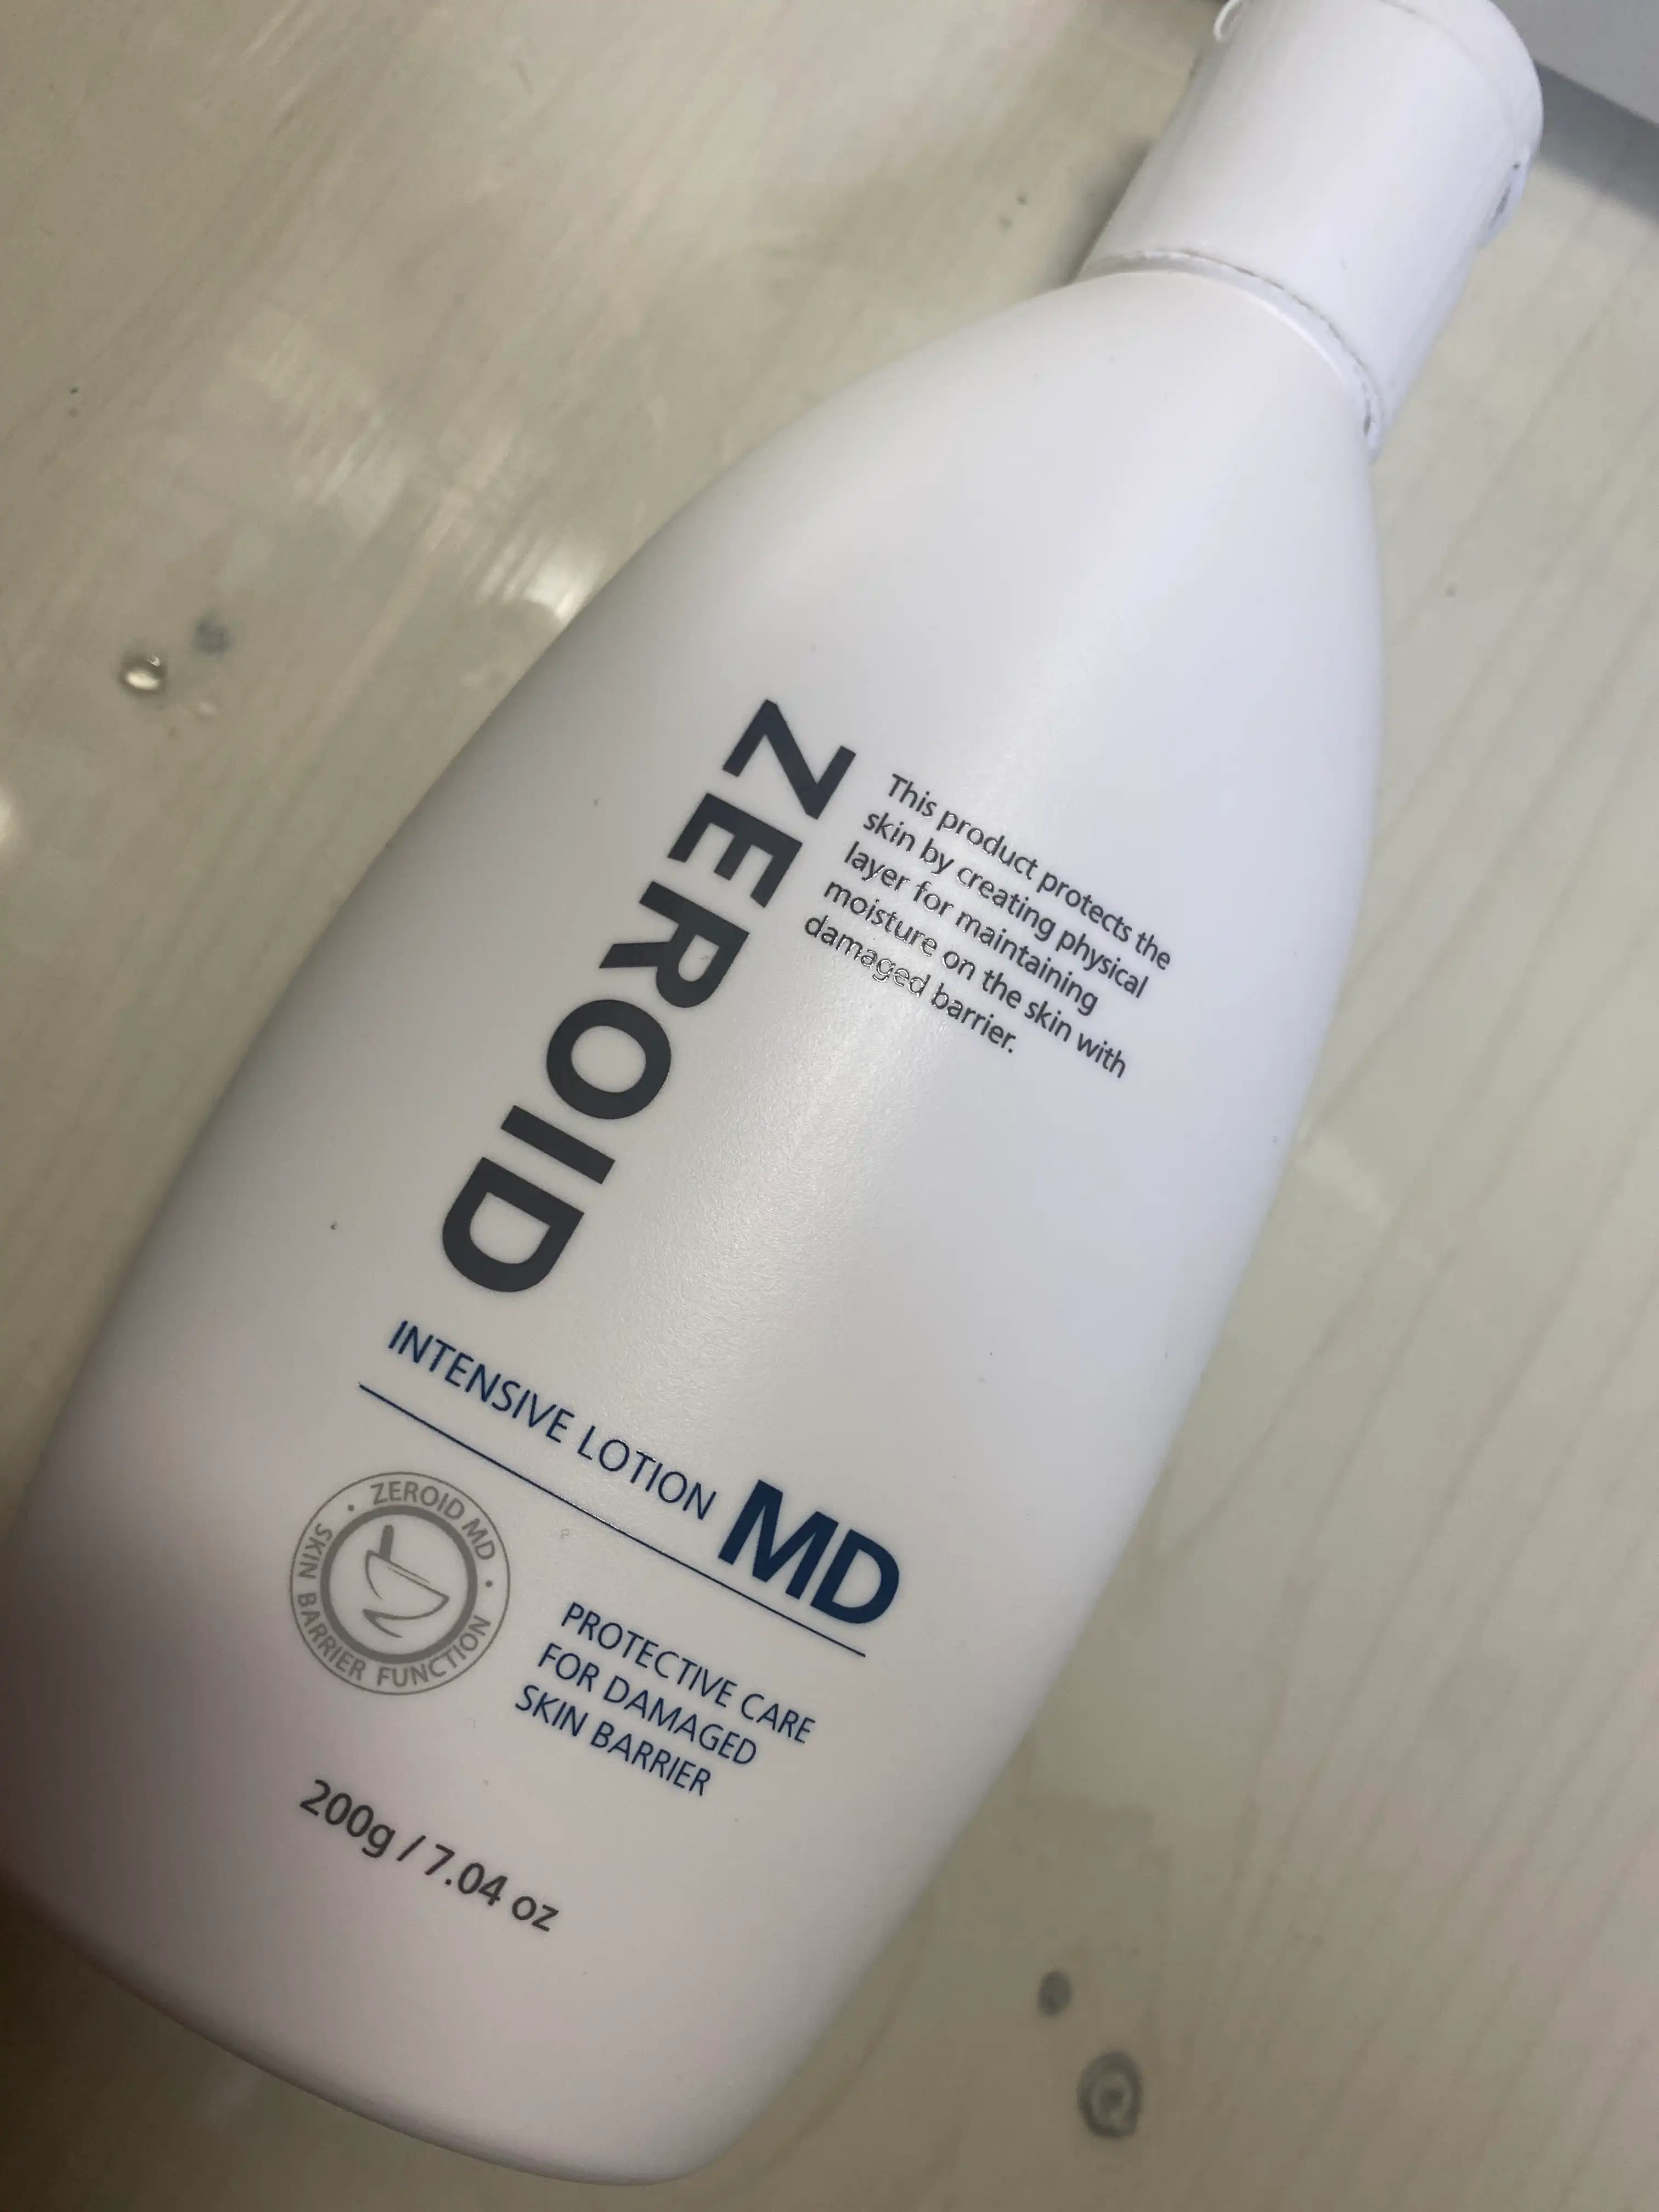 ZEROID
This product protects the
skin by creating physical
layer for maintaining
moisture on the skin with
damaged barrier.
INTENSIVE LOTION MD
· ZEROID MD · SKIN BARRIER FUNCTION
PROTECTIVE CARE
FOR DAMAGED
SKIN BARRIER
200g / 7.04 oz